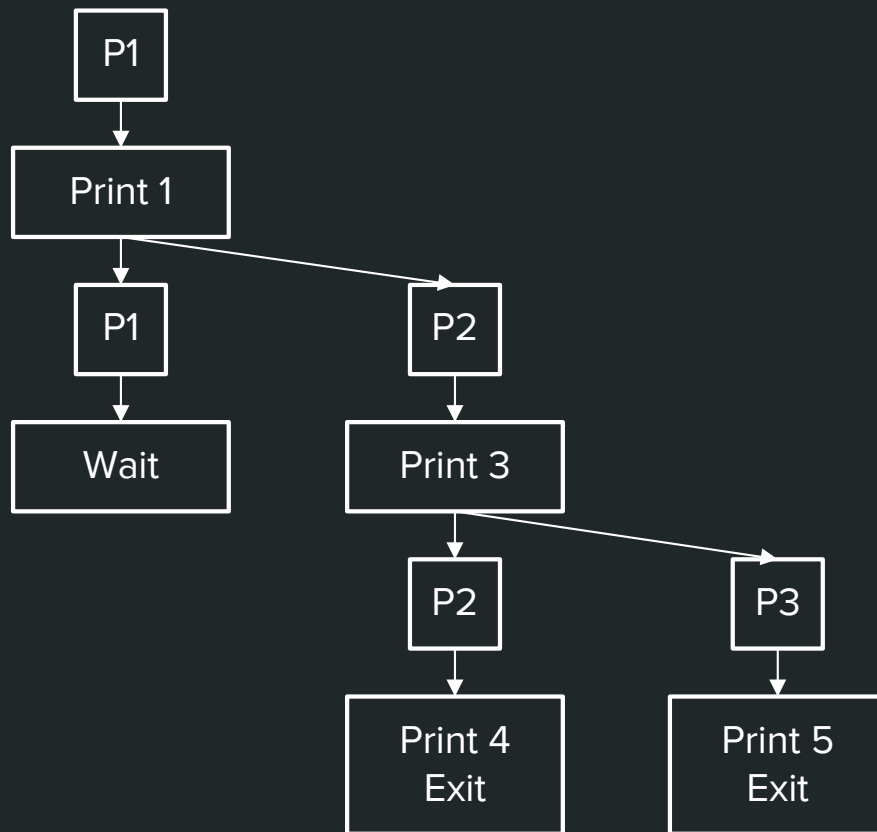 P1
Print 1
P1
P2
Wait
Print 3
P2
P3
Print 4
Exit
Print 5
Exit